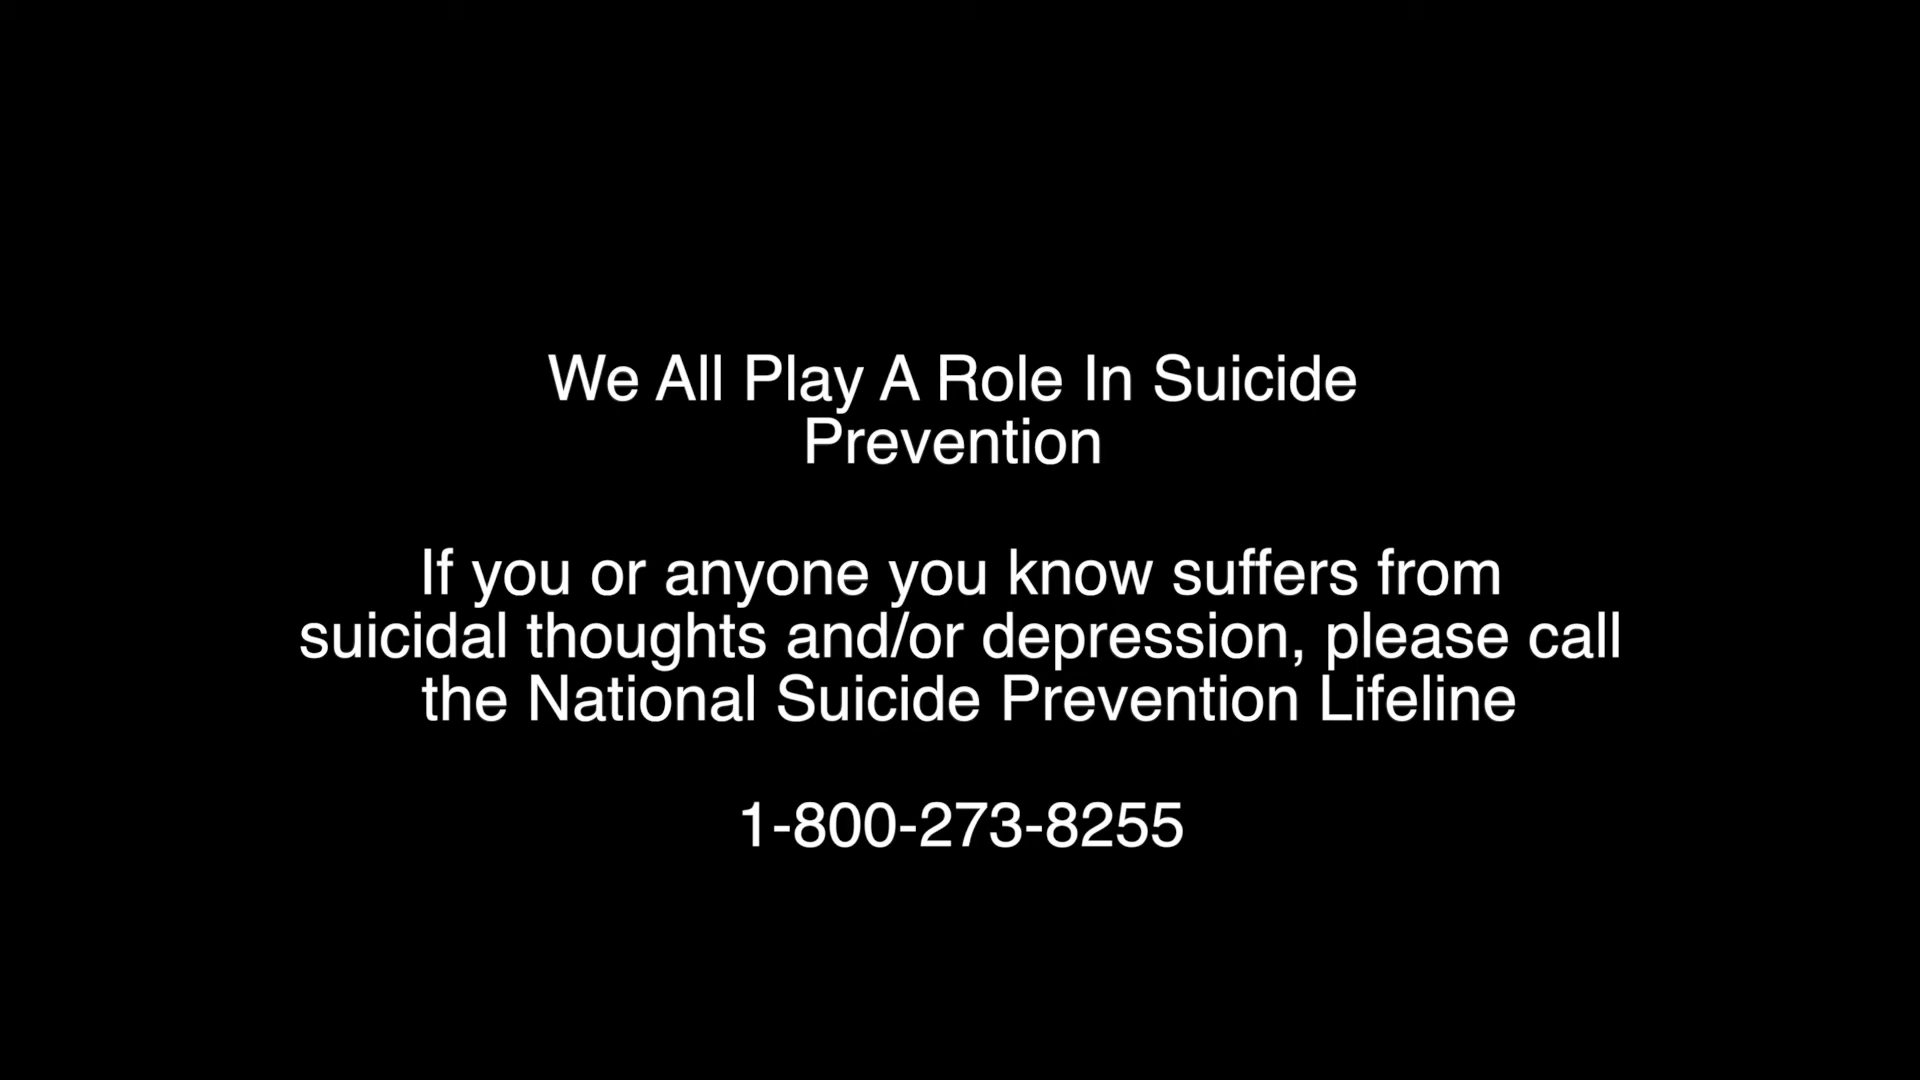 We All Play A Role In Suicide
Prevention
If you or anyone you know suffers from
suicidal thoughts and/or depression, please call
the National Suicide Prevention Lifeline
1-800-273-8255